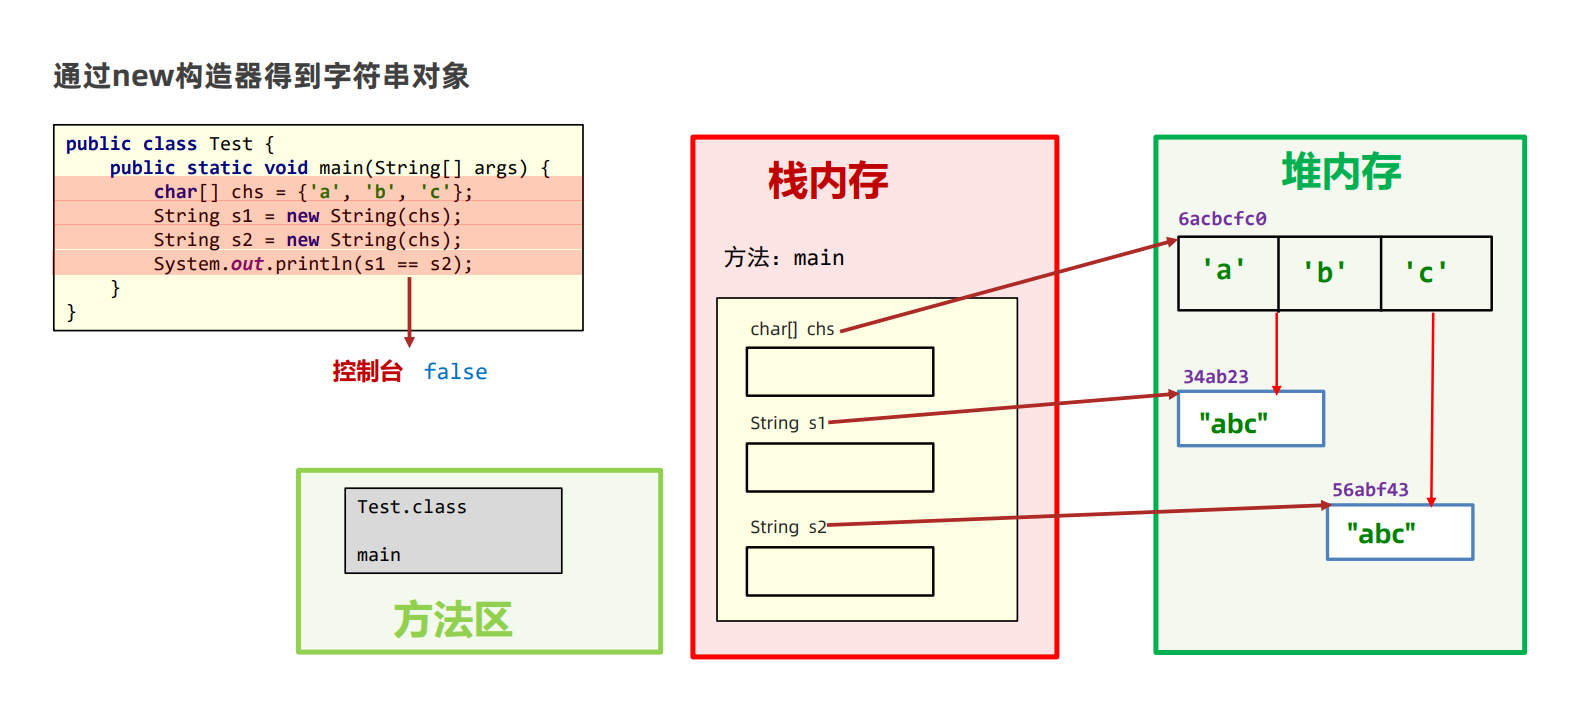 通过new构造器得到字符串对象
public class Test {
public static void main(String[] args) {
char[] chs = {'a', 'b', 'c'};
String s1 = new String(chs);
String s2 = new String(chs);
System.out.println(s1 == s2);
}
}
控制台 false
Test.class
main
方法区
栈内存
方法：main
char[] chs
String s1
String s2
堆内存
6acbcfc0
'a' 'b' 'c'
34ab23
"abc"
56abf43
"abc"